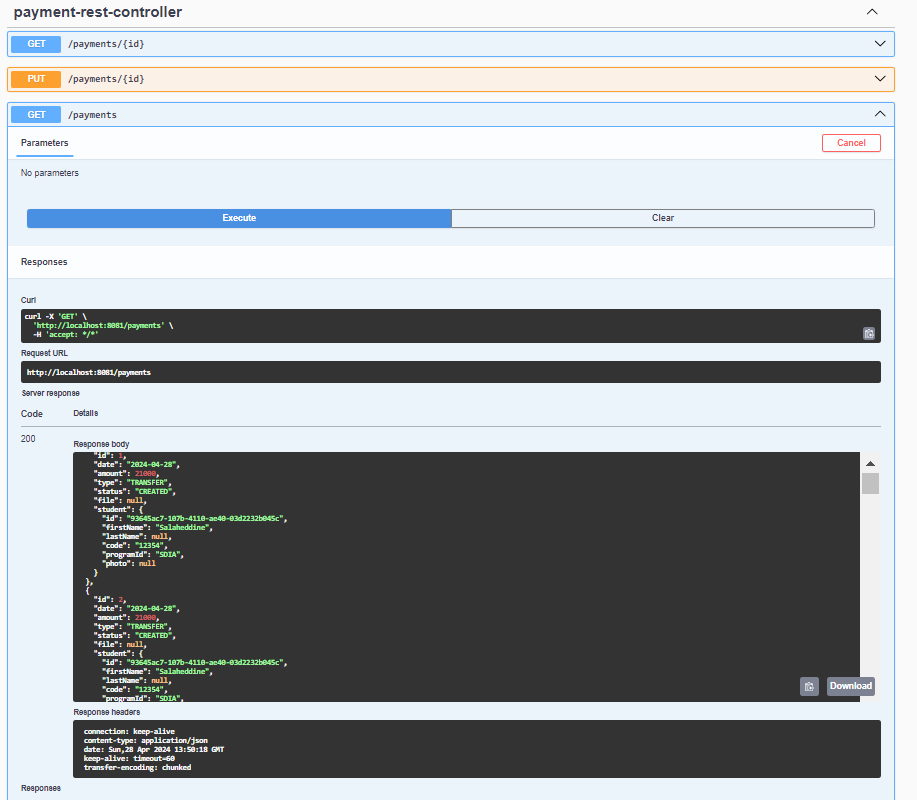 payment-rest-controller
GET /payments/{id}
PUT /payments/{id}
GET /payments
Parameters
Cancel
No parameters
Execute
Clear
Responses
Curl
curl -X 'GET' \
'http://localhost:8081/payments' \
-H 'accept: */*'
Request URL
http://localhost:8081/payments
Server response
Code Details
200
Response body
"id": 1,
"date": "2024-04-28",
"amount": 21000,
"type": "TRANSFER",
"status": "CREATED",
"file": null,
"student": {
"id": "93645ac7-107b-4110-ae40-03d2232b045c",
"firstName": "Salaheddine",
"lastName": null,
"code": "12354",
"programId": "SDIA",
"photo": null
}
},
{
"id": 2,
"date": "2024-04-28",
"amount": 21000,
"type": "TRANSFER",
"status": "CREATED",
"file": null,
"student": {
"id": "93645ac7-107b-4110-ae40-03d2232b045c",
"firstName": "Salaheddine",
"lastName": null,
"code": "12354",
"programId": "SDIA",
Download
Response headers
connection: keep-alive
content-type: application/json
date: Sun,28 Apr 2024 13:50:18 GMT
keep-alive: timeout=60
transfer-encoding: chunked
Responses